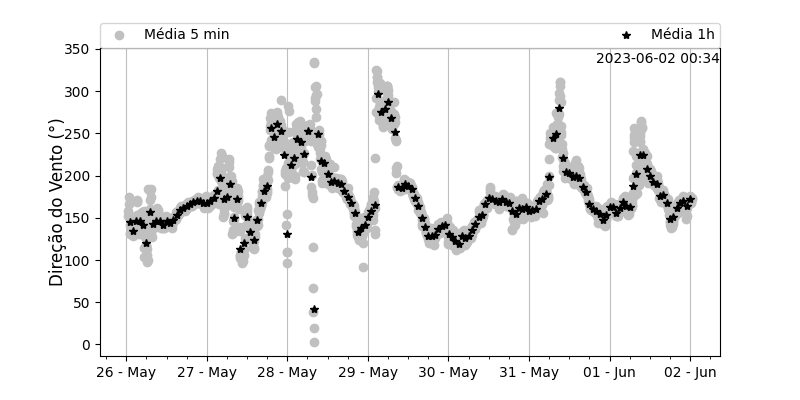 Média 5 min
Média 1h
2023-06-02 00:34
Direção do Vento (°)
350
300
250
200
150
100
50
0
26 - May
27 - May
28 - May
29 - May
30 - May
31 - May
01 - Jun
02 - Jun